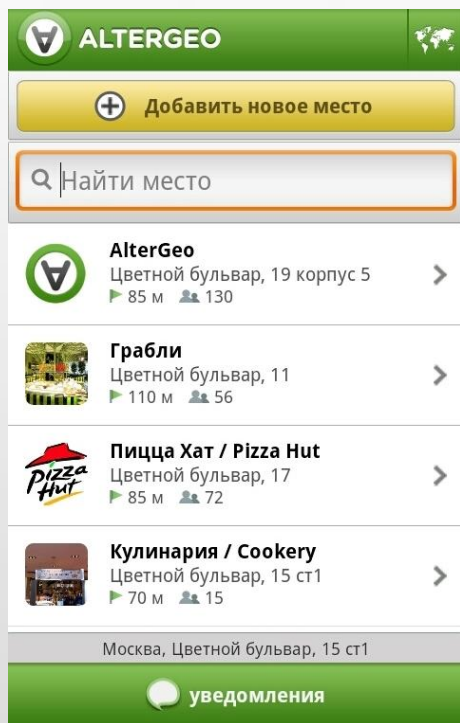 ALTERGEO
Добавить новое место
Найти место
AlterGeo
Цветной бульвар, 19 корпус 5
85 м 130
Грабли
Цветной бульвар, 11
110 м 56
Pizza Hut
Пицца Хат / Pizza Hut
Цветной бульвар, 17
85 м 72
Кулинария / Cookery
Цветной бульвар, 15 ст1
70 м 15
Москва, Цветной бульвар, 15 ст1
уведомления